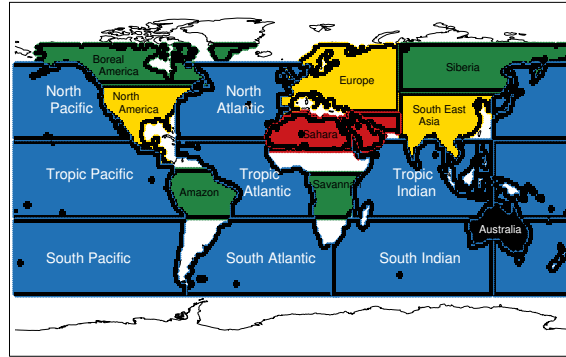 Boreal
America
Siberia
Europe
North
Pacific
North
America
North
Atlantic
South East
Asia
Sahara
Tropic Pacific
Amazon
Tropic
Atlantic
Savannah
Tropic
Indian
Australia
South Pacific
South Atlantic
South Indian